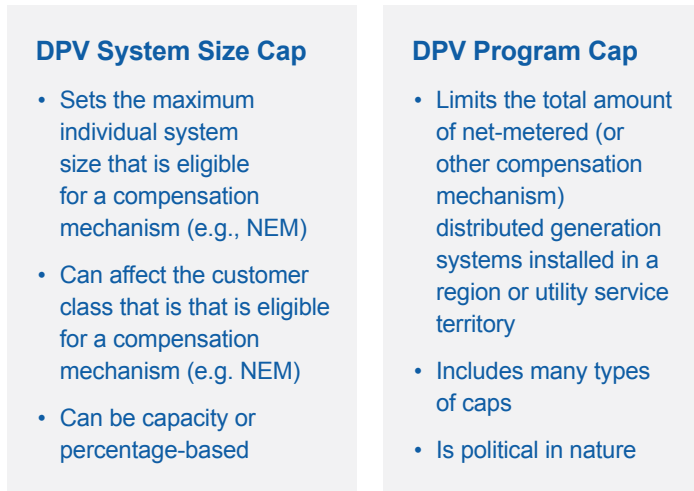 DPV System Size Cap
• Sets the maximum
individual system
size that is eligible
for a compensation
mechanism (e.g., NEM)
• Can affect the customer
class that is that is eligible
for a compensation
mechanism (e.g. NEM)
• Can be capacity or
percentage-based
DPV Program Cap
• Limits the total amount
of net-metered (or
other compensation
mechanism)
distributed generation
systems installed in a
region or utility service
territory
• Includes many types
of caps
• Is political in nature